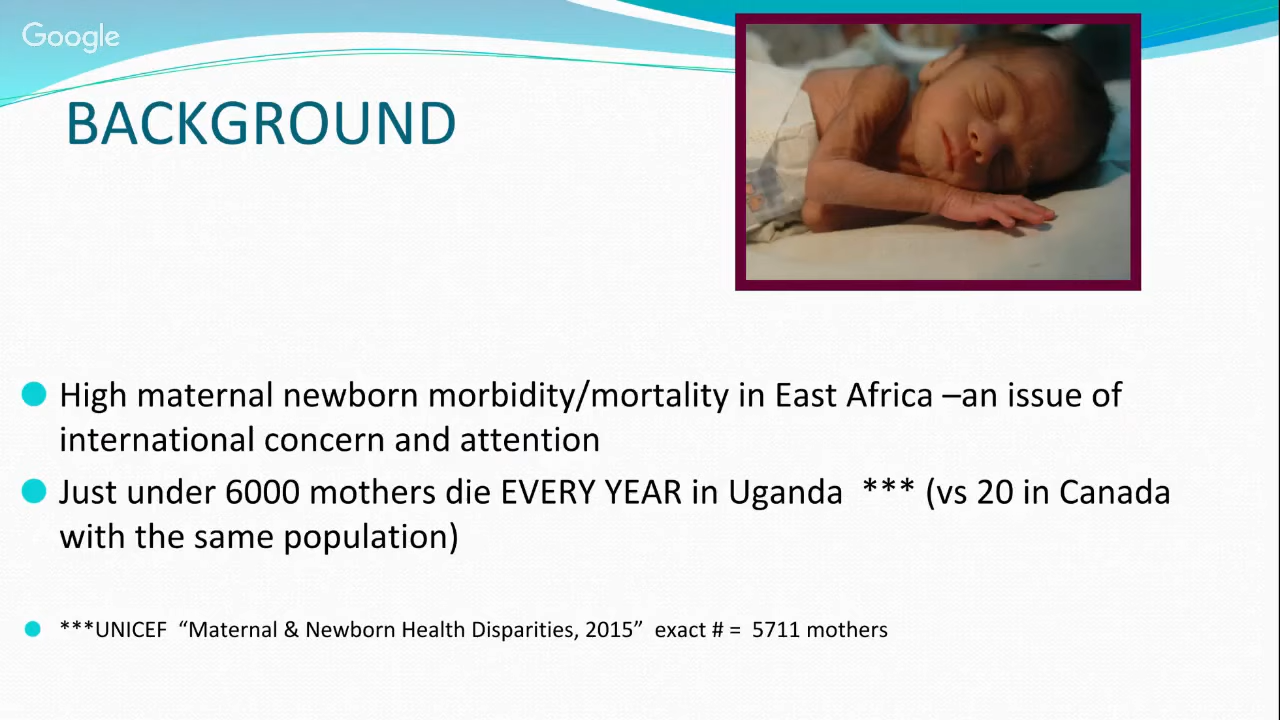 Google
BACKGROUND
High maternal newborn morbidity/mortality in East Africa –an issue of
international concern and attention
Just under 6000 mothers die EVERY YEAR in Uganda *** (vs 20 in Canada
with the same population)
***UNICEF “Maternal & Newborn Health Disparities, 2015” exact # = 5711 mothers